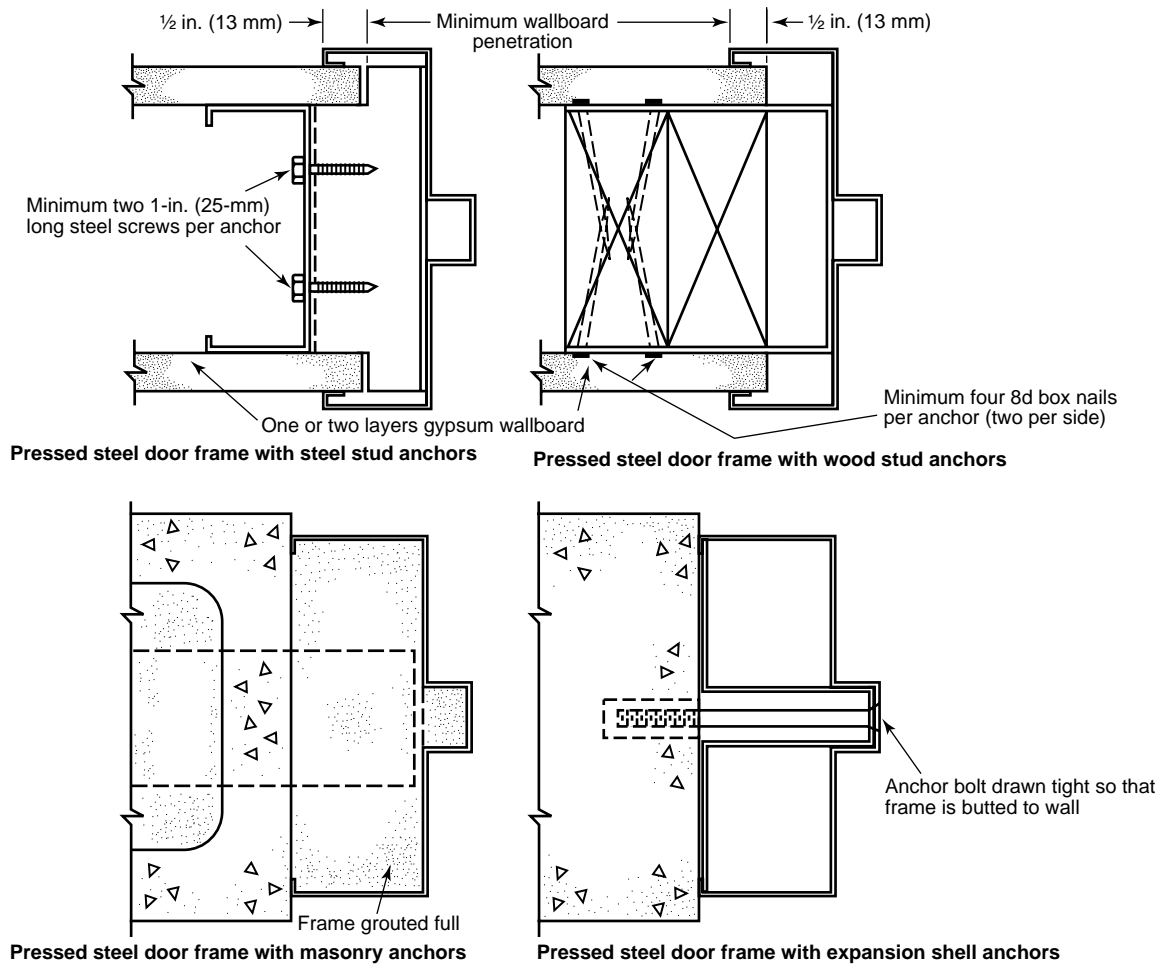 ½ in. (13 mm)
Minimum wallboard
penetration
½ in. (13 mm)
Minimum two 1-in. (25-mm)
long steel screws per anchor
One or two layers gypsum wallboard
Minimum four 8d box nails
per anchor (two per side)
Pressed steel door frame with steel stud anchors
Pressed steel door frame with wood stud anchors
Anchor bolt drawn tight so that
frame is butted to wall
Frame grouted full
Pressed steel door frame with masonry anchors
Pressed steel door frame with expansion shell anchors